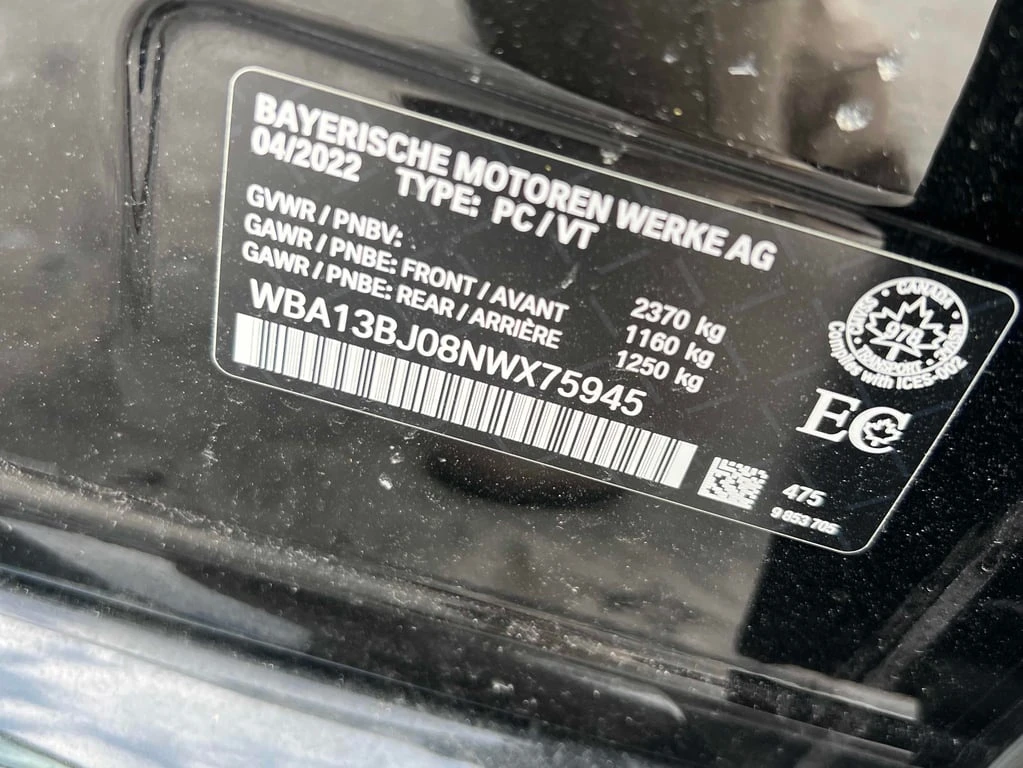 BAYERISCHE MOTOREN WERKE AG
04/2022 TYPE: PC/VT
GVWR / PNBV: 2370 kg
GAWR / PNBE: FRONT / AVANT 1160 kg
GAWR / PNBE: REAR / ARRIÈRE 1250 kg
WBA13BJ08NWX75945
CANADA
978
TRANSPORT
Complies with ICES-002
EC
475
9 853 705